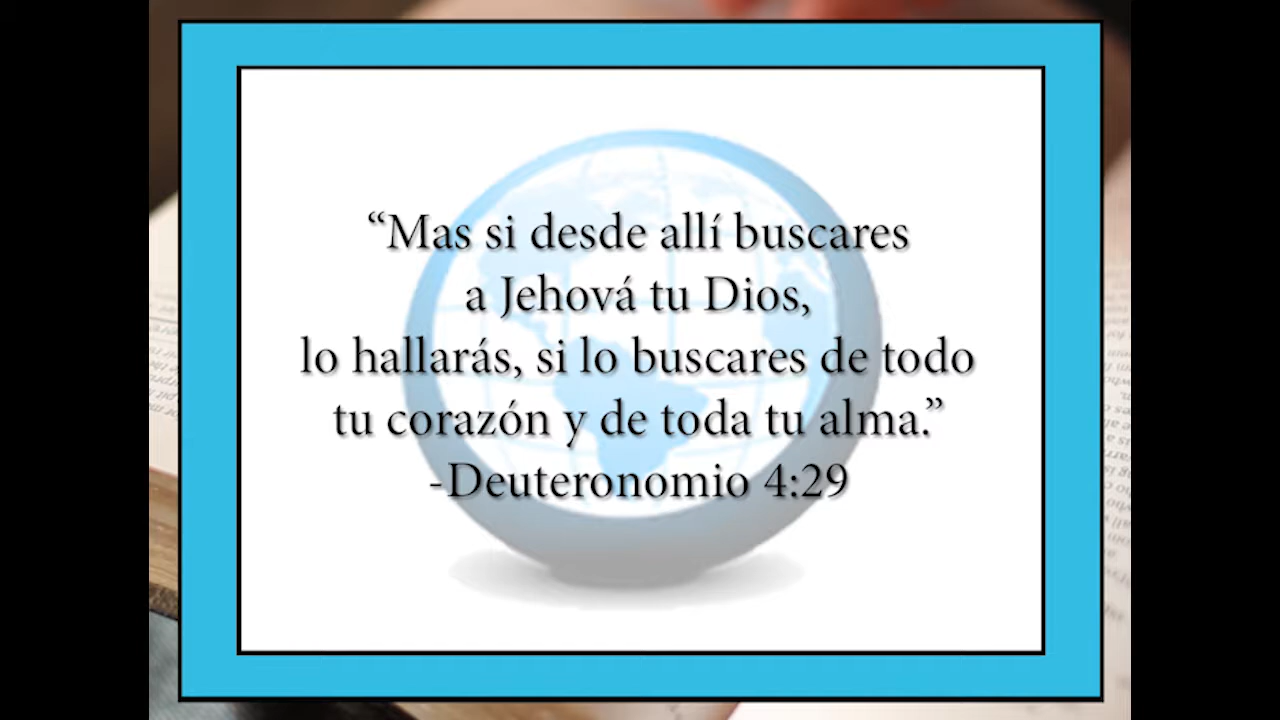 “Mas si desde allí buscares
a Jehová tu Dios,
lo hallarás, si lo buscares de todo
tu corazón y de toda tu alma.”
-Deuteronomio 4:29